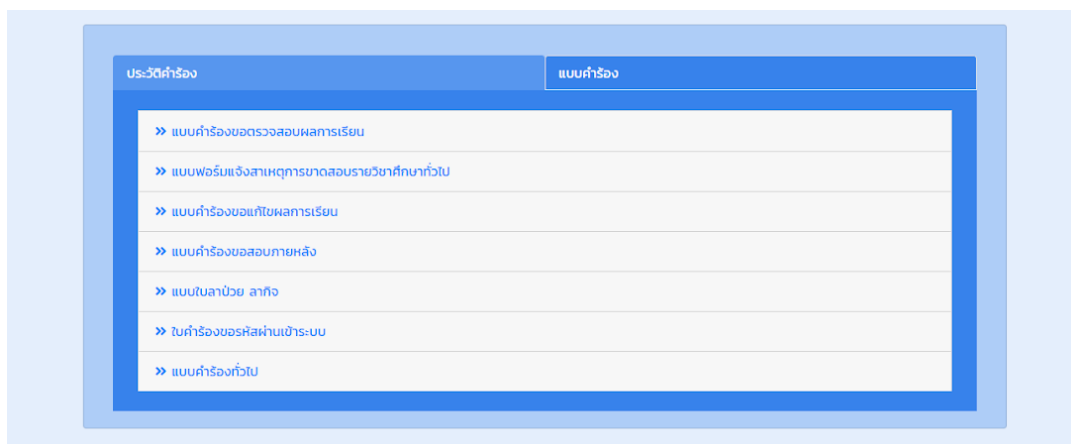 ประวัติคำร้อง
แบบคำร้อง
» แบบคำร้องขอตรวจสอบผลการเรียน
» แบบฟอร์มแจ้งสาเหตุการขาดสอบรายวิชาศึกษาทั่วไป
» แบบคำร้องขอแก้ไขผลการเรียน
» แบบคำร้องขอสอบภายหลัง
» แบบใบลาป่วย ลากิจ
» ใบคำร้องขอรหัสผ่านเข้าระบบ
» แบบคำร้องทั่วไป